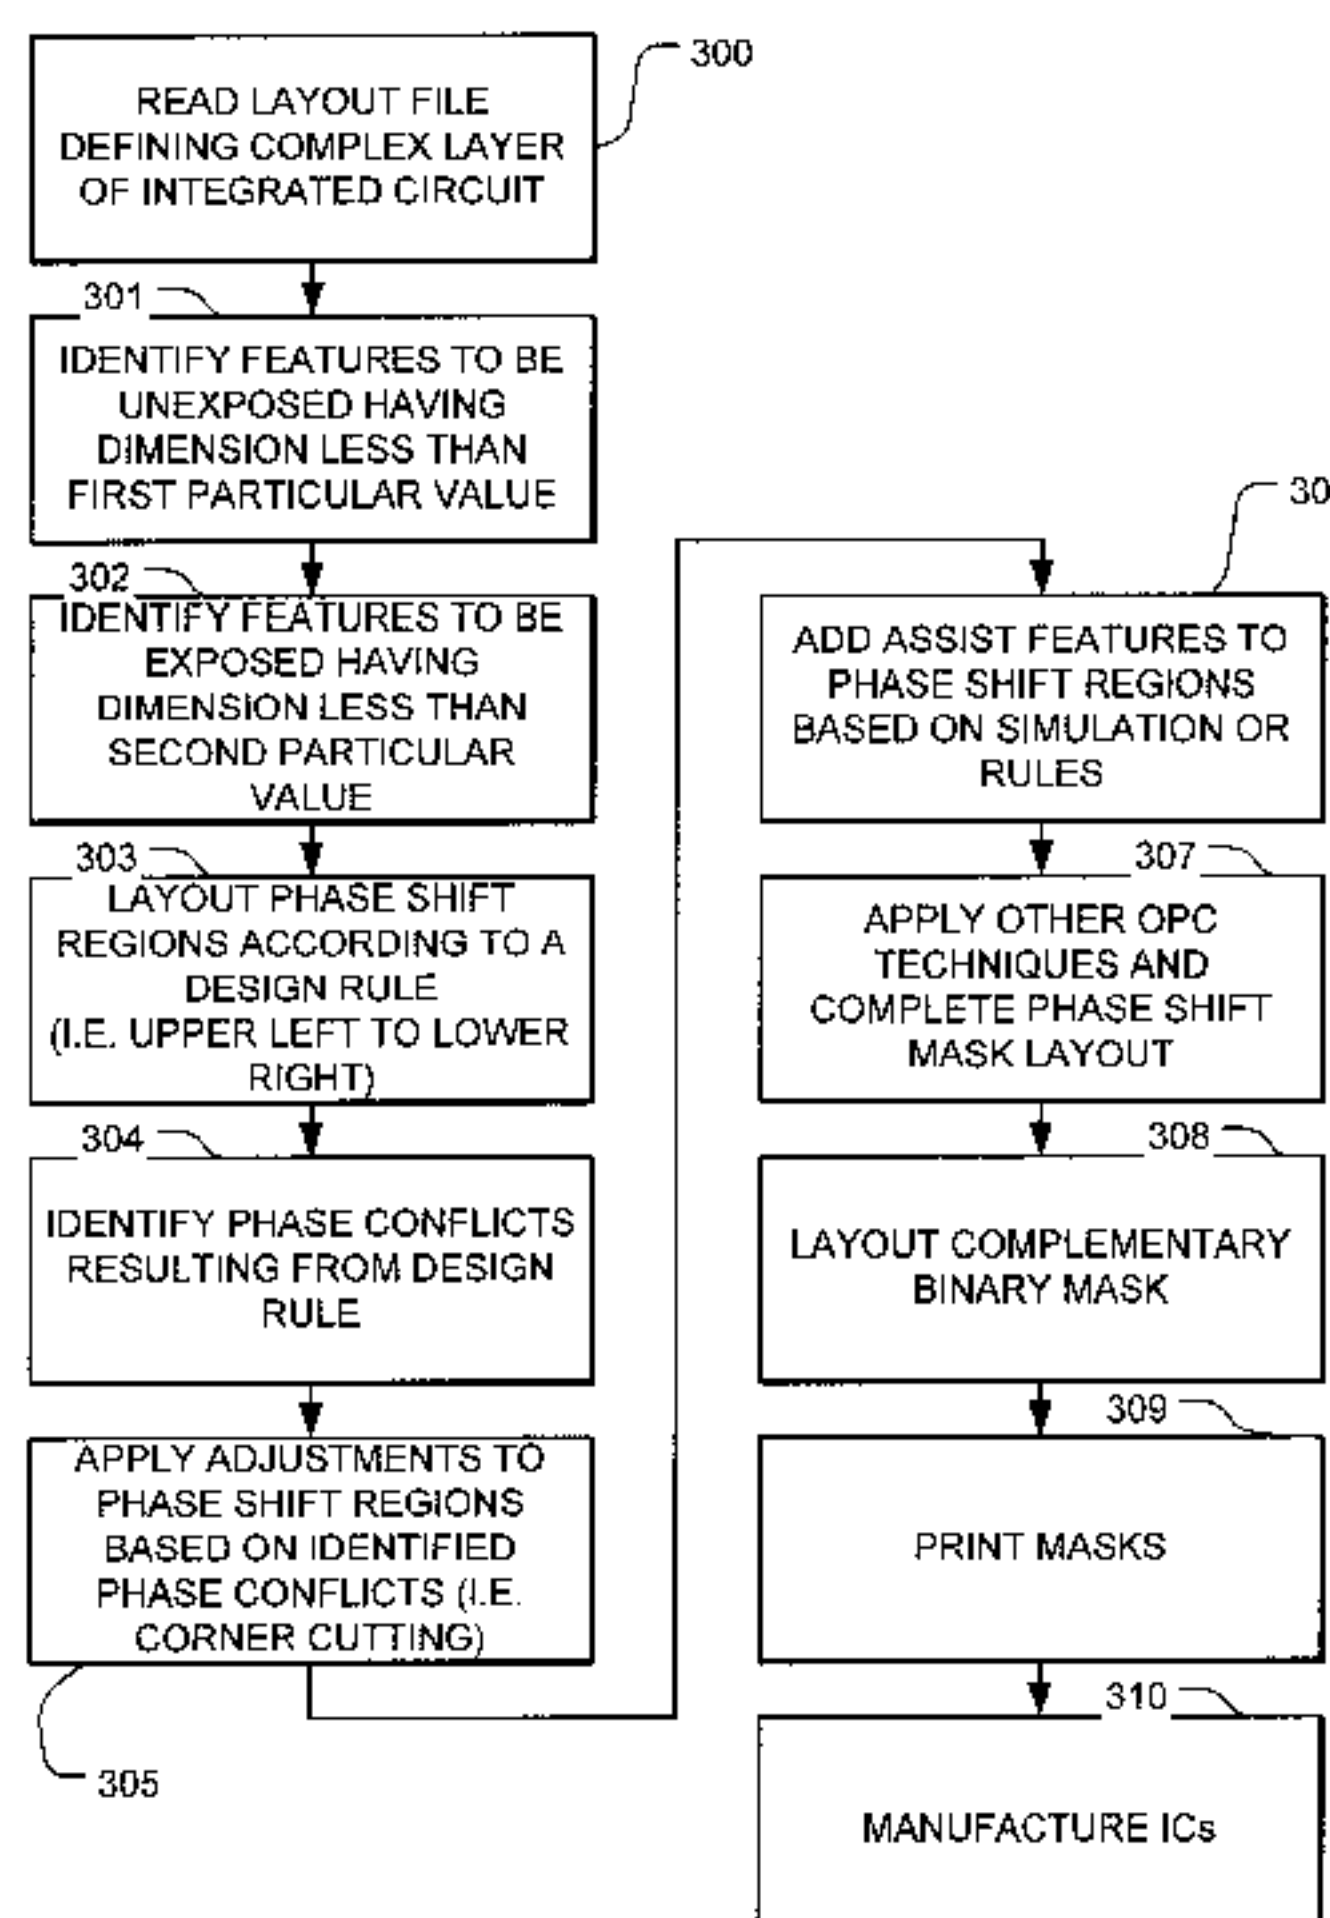 300
READ LAYOUT FILE
DEFINING COMPLEX LAYER
OF INTEGRATED CIRCUIT
301
IDENTIFY FEATURES TO BE
UNEXPOSED HAVING
DIMENSION LESS THAN
FIRST PARTICULAR VALUE
302
IDENTIFY FEATURES TO BE
EXPOSED HAVING
DIMENSION LESS THAN
SECOND PARTICULAR
VALUE
303
LAYOUT PHASE SHIFT
REGIONS ACCORDING TO A
DESIGN RULE
(I.E. UPPER LEFT TO LOWER
RIGHT)
304
IDENTIFY PHASE CONFLICTS
RESULTING FROM DESIGN
RULE
APPLY ADJUSTMENTS TO
PHASE SHIFT REGIONS
BASED ON IDENTIFIED
PHASE CONFLICTS (I.E.
CORNER CUTTING)
305
30
ADD ASSIST FEATURES TO
PHASE SHIFT REGIONS
BASED ON SIMULATION OR
RULES
307
APPLY OTHER OPC
TECHNIQUES AND
COMPLETE PHASE SHIFT
MASK LAYOUT
308
LAYOUT COMPLEMENTARY
BINARY MASK
309
PRINT MASKS
310
MANUFACTURE ICs